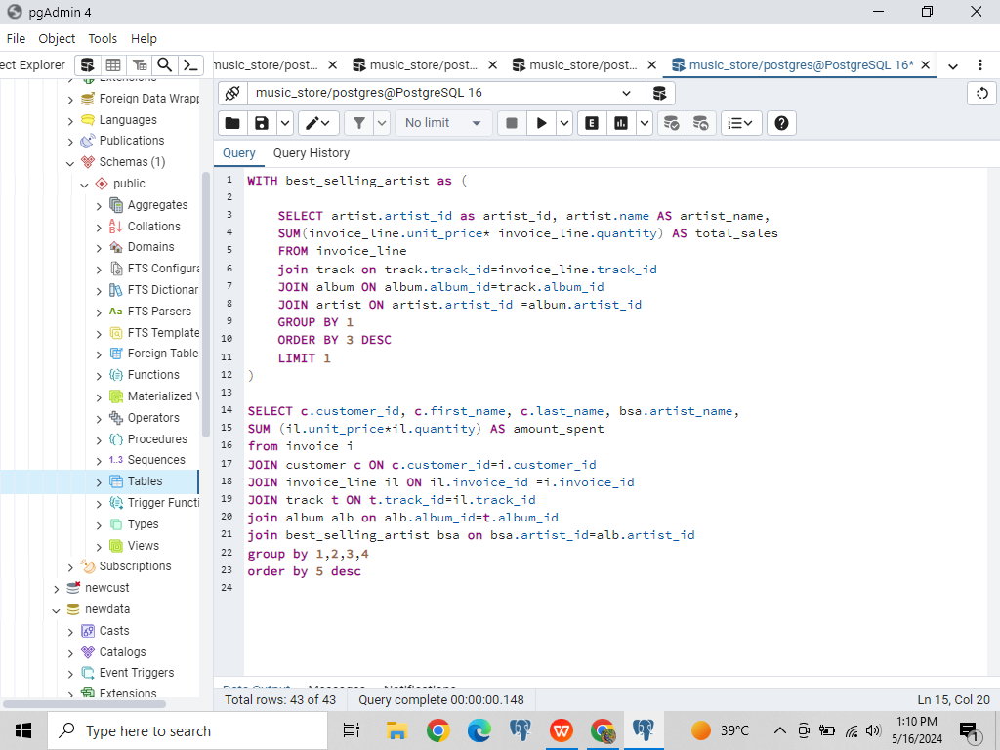 pgAdmin 4
File Object Tools Help
ect Explorer
music_store/post... music_store/post... music_store/post... music_store/postgres@PostgreSQL 16*
Extensions
Foreign Data Wrapp
Languages
Publications
Schemas (1)
public
Aggregates
Collations
Domains
FTS Configura
FTS Dictionar
Aa FTS Parsers
FTS Template
Foreign Table
Functions
Materialized V
Operators
Procedures
1..3 Sequences
Tables
Trigger Functi
Types
Views
Subscriptions
newcust
newdata
Casts
Catalogs
Event Triggers
Extensions
music_store/postgres@PostgreSQL 16
No limit
E
Query Query History
1 WITH best_selling_artist as (
2
3 SELECT artist.artist_id as artist_id, artist.name AS artist_name,
4 SUM(invoice_line.unit_price* invoice_line.quantity) AS total_sales
5 FROM invoice_line
6 join track on track.track_id=invoice_line.track_id
7 JOIN album ON album.album_id=track.album_id
8 JOIN artist ON artist.artist_id =album.artist_id
9 GROUP BY 1
10 ORDER BY 3 DESC
11 LIMIT 1
12 )
13
14 SELECT c.customer_id, c.first_name, c.last_name, bsa.artist_name,
15 SUM (il.unit_price*il.quantity) AS amount_spent
16 from invoice i
17 JOIN customer c ON c.customer_id=i.customer_id
18 JOIN invoice_line il ON il.invoice_id =i.invoice_id
19 JOIN track t ON t.track_id=il.track_id
20 join album alb on alb.album_id=t.album_id
21 join best_selling_artist bsa on bsa.artist_id=alb.artist_id
22 group by 1,2,3,4
23 order by 5 desc
24
Data Output Messages Notifications
Total rows: 43 of 43 Query complete 00:00:00.148 Ln 15, Col 20
Type here to search
W
39°C
1:10 PM
5/16/2024
1